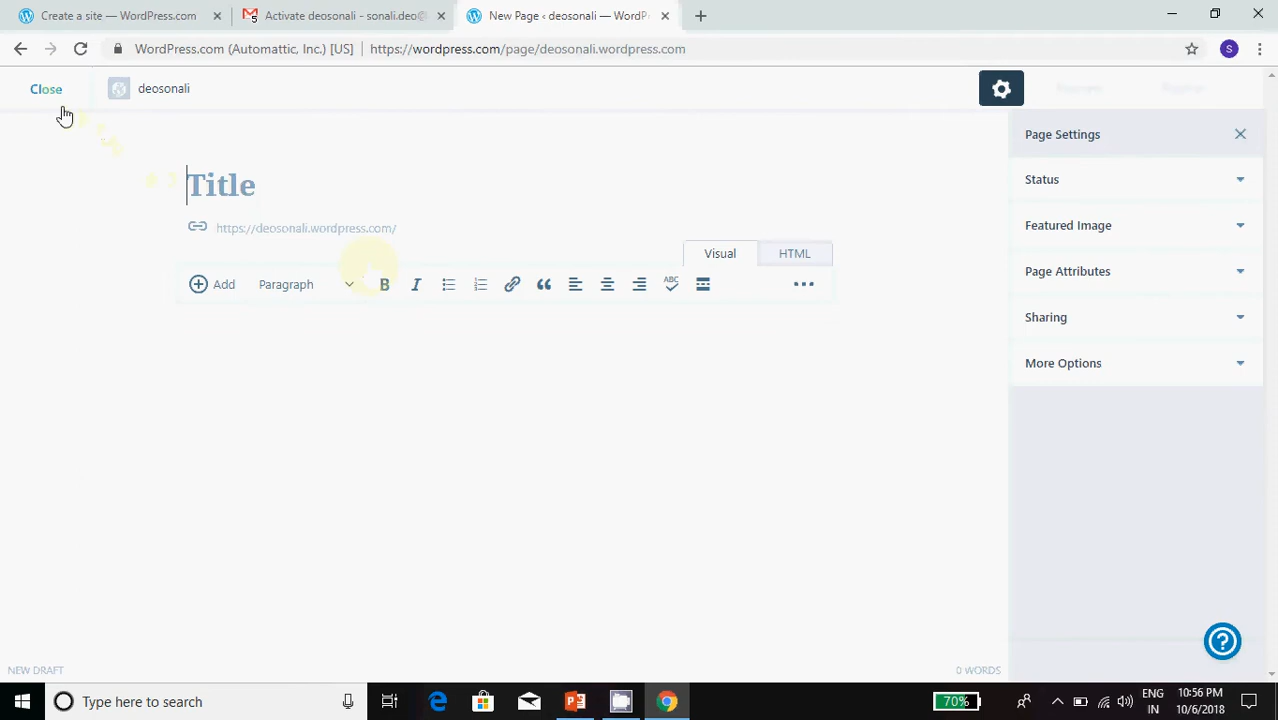 Create a site — WordPress.com
Activate deosonali - sonali.deo@
New Page ‹ deosonali — WordPr
WordPress.com (Automattic, Inc.) [US]
https://wordpress.com/page/deosonali.wordpress.com
S
Close
deosonali
Preview
Publish
Page Settings
Title
Status
https://deosonali.wordpress.com/
Featured Image
Visual
HTML
Page Attributes
Add
Paragraph
B
I
ABC
Sharing
More Options
NEW DRAFT
0 WORDS
Type here to search
70%
ENG
IN
10:56 PM
10/6/2018